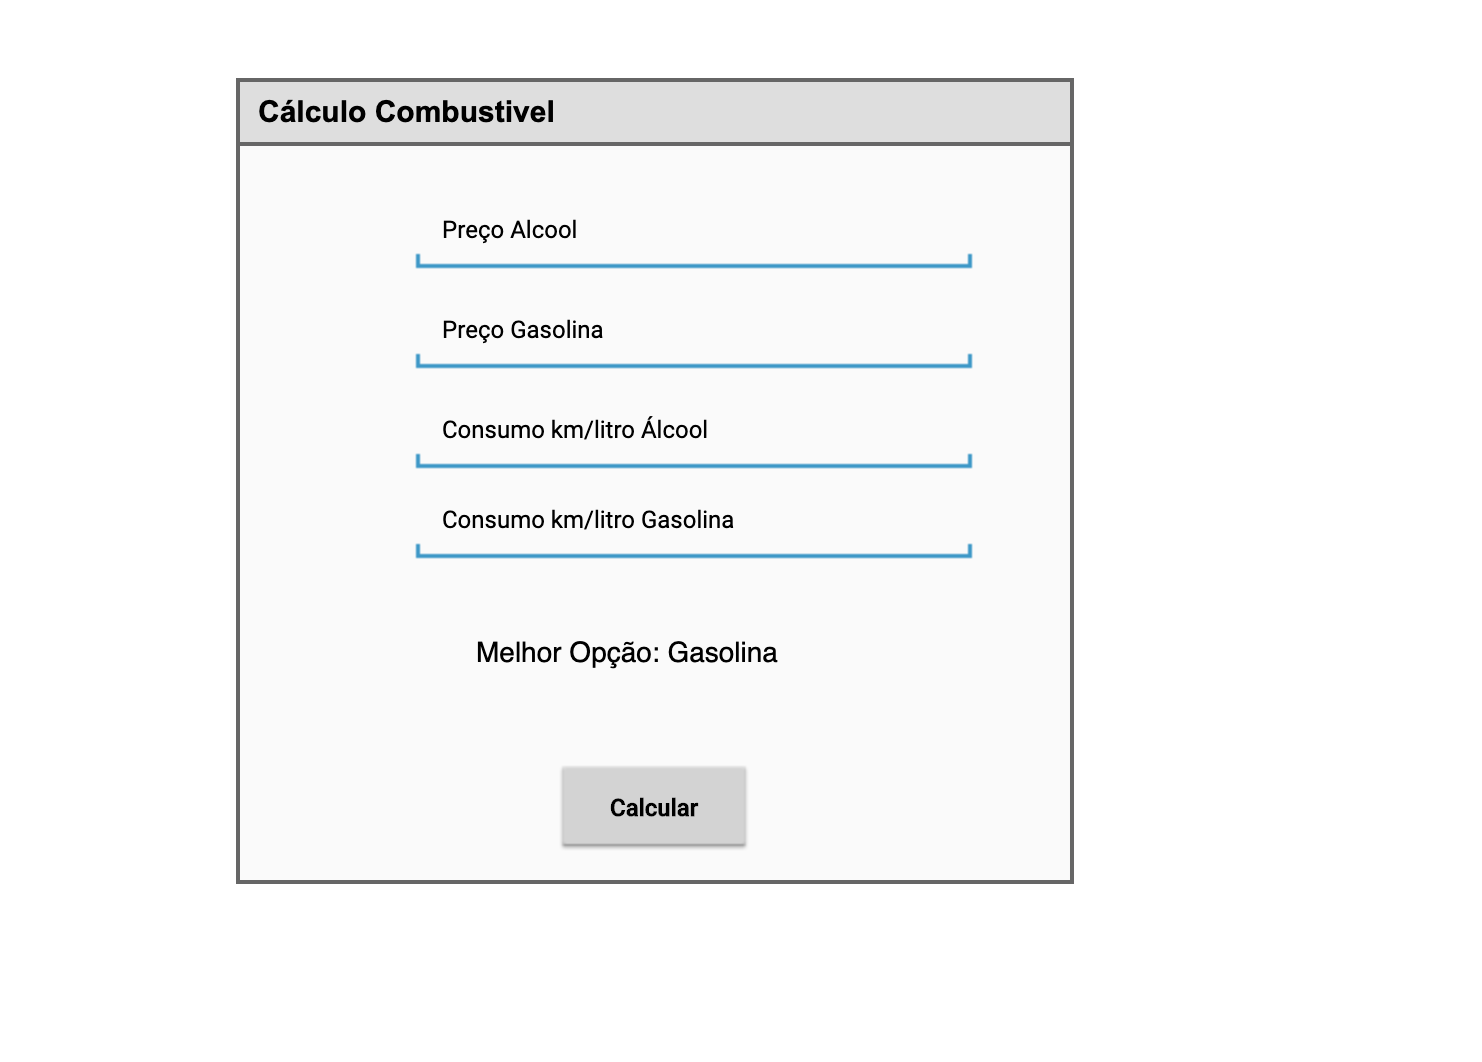 Cálculo Combustivel
Preço Alcool
Preço Gasolina
Consumo km/litro Álcool
Consumo km/litro Gasolina
Melhor Opção: Gasolina
Calcular